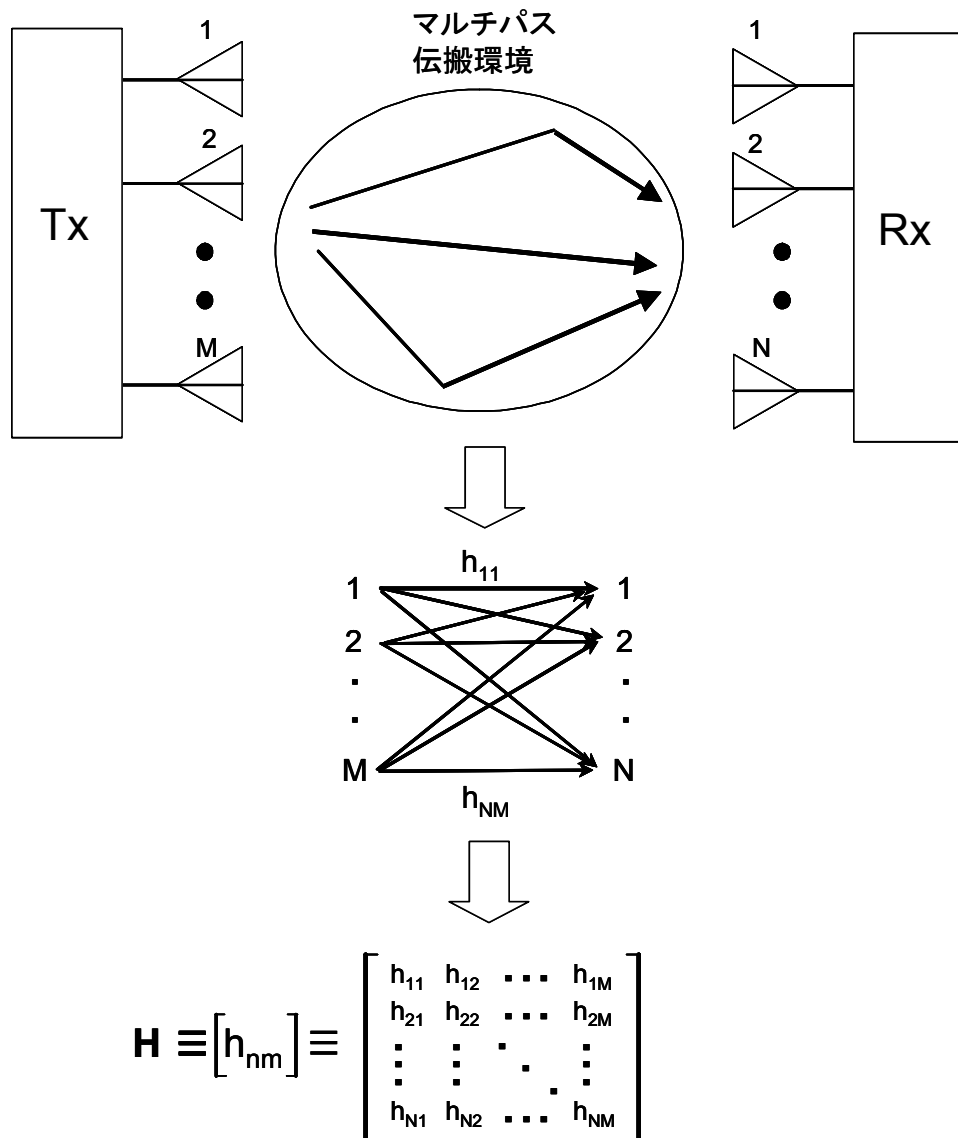 マルチパス
伝搬環境
1
2
M
Tx
1
2
N
Rx
h11
1 1
2 2
. .
. .
M N
hNM
H ≡ [hnm] ≡
h11 h12 ... h1M
h21 h22 ... h2M
⋮ ⋮ ⋱ ⋮
hN1 hN2 ... hNM